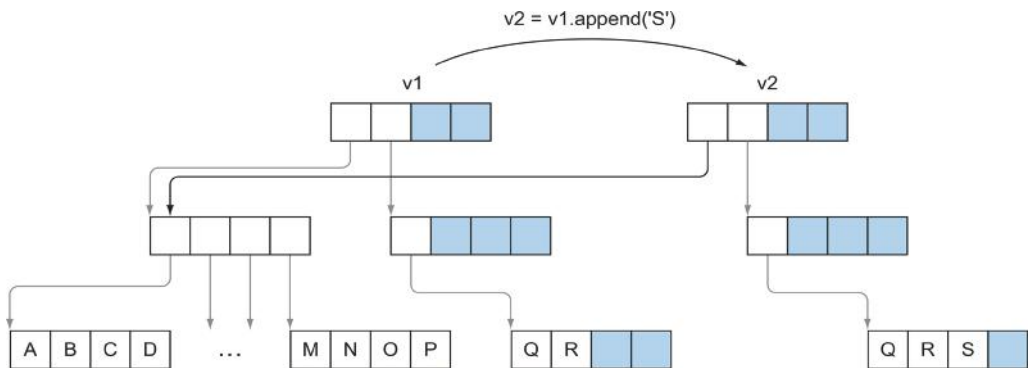 v2 = v1.append('S')
v1
v2
A B C D ... M N O P Q R Q R S